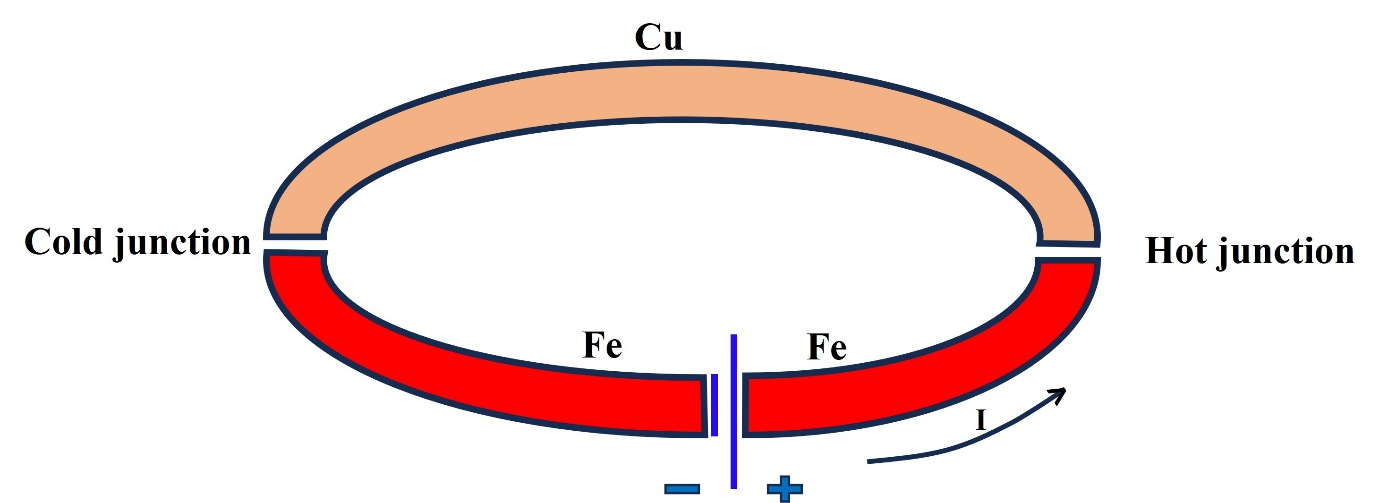 Cu
Cold junction
Hot junction
Fe
Fe
I
− +